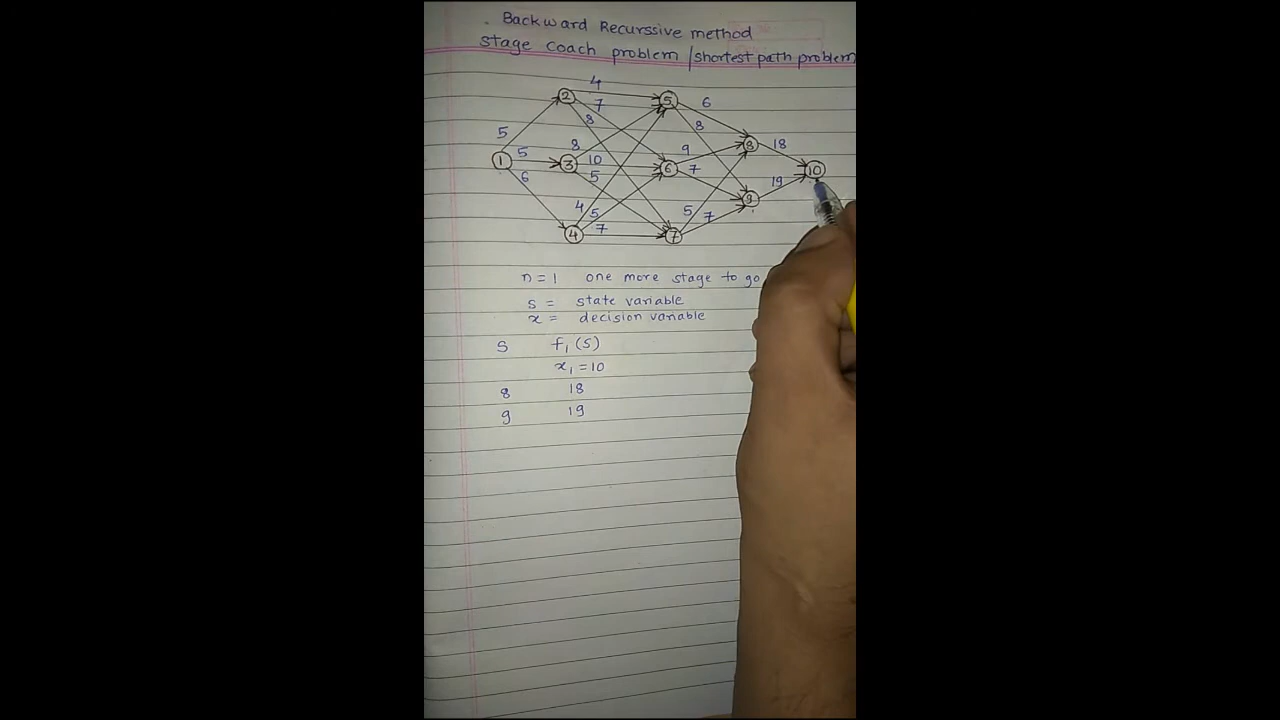 Backward Recurssive method
stage coach problem /shortest path problem
4
2 5 6
7
8 8
5 8 18
8 9
1 5 3 10 6 7 10
6 5 19
9
4 5 5 7
4 7 7
n=1 one more stage to go
s = state variable
x = decision variable
S f₁(S)
x₁=10
8 18
9 19